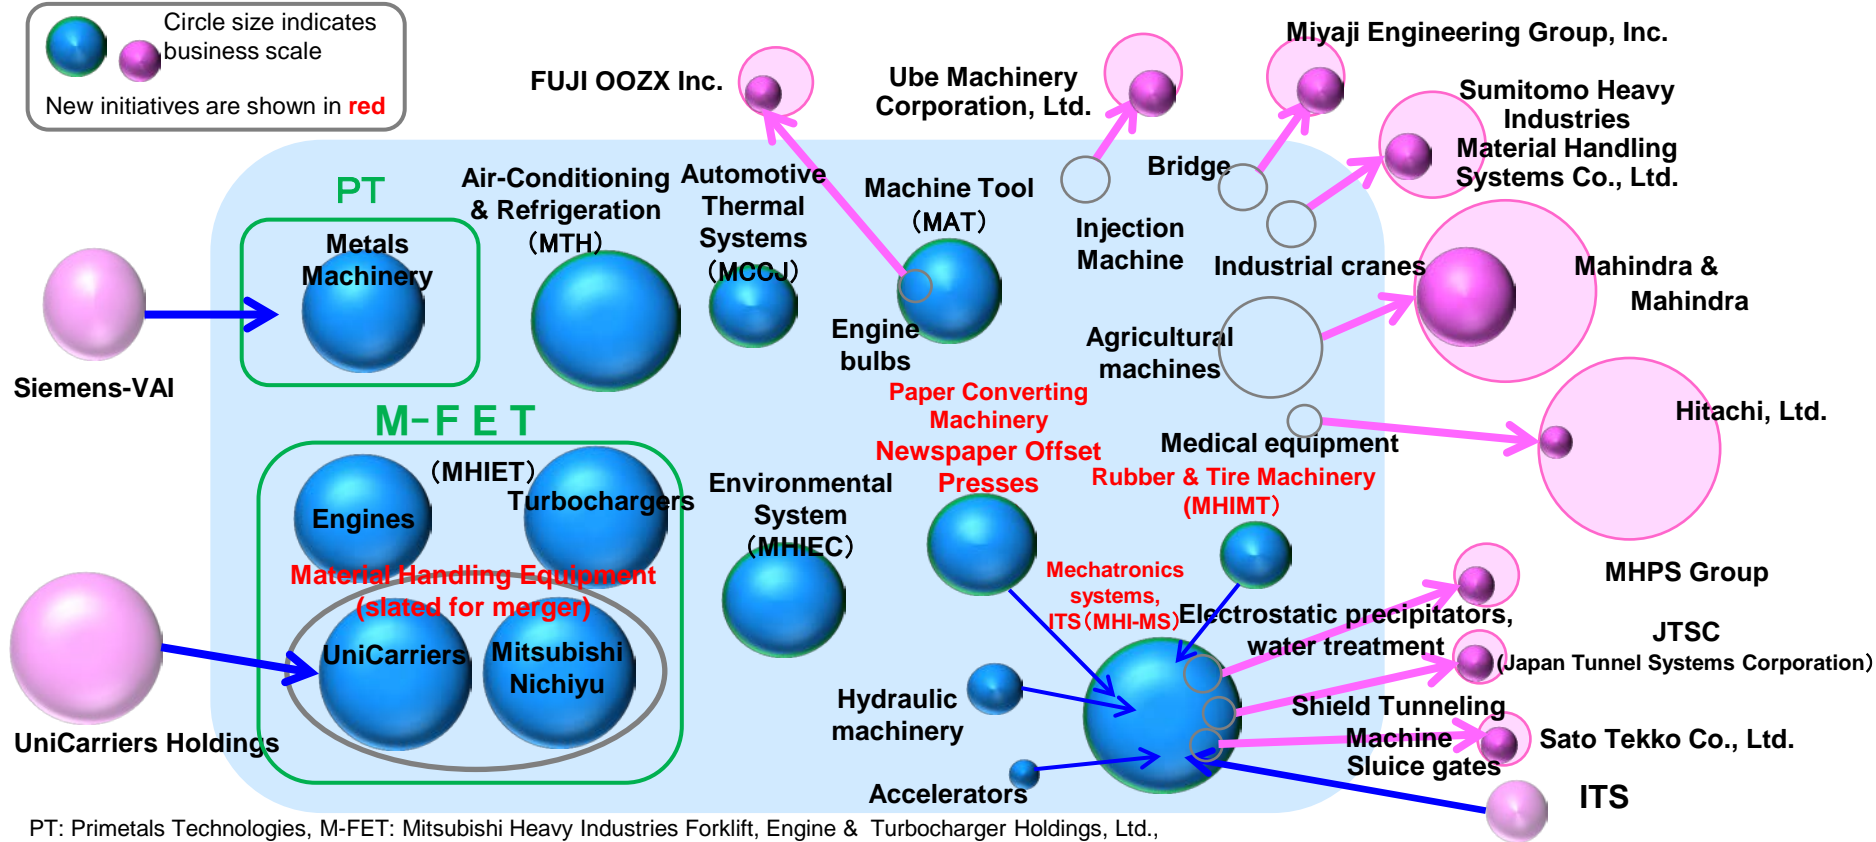 Circle size indicates
business scale
New initiatives are shown in red
FUJI OOZX Inc.
Ube Machinery
Corporation, Ltd.
Miyaji Engineering Group, Inc.
Sumitomo Heavy
Industries
Material Handling
Systems Co., Ltd.
PT
Metals
Machinery
Air-Conditioning
& Refrigeration
(MTH)
Automotive
Thermal
Systems
(MCCJ)
Machine Tool
(MAT)
Engine
bulbs
Injection
Machine
Bridge
Industrial cranes
Agricultural
machines
Mahindra &
Mahindra
Siemens-VAI
Medical equipment
Hitachi, Ltd.
M-FET
(MHIET)
Engines
Turbochargers
Material Handling Equipment
(slated for merger)
UniCarriers
Mitsubishi
Nichiyu
UniCarriers Holdings
Environmental
System
(MHIEC)
Paper Converting
Machinery
Newspaper Offset
Presses
Rubber & Tire Machinery
(MHIMT)
Mechatronics
systems,
ITS(MHI-MS)
Electrostatic precipitators,
water treatment
MHPS Group
JTSC
(Japan Tunnel Systems Corporation)
Hydraulic
machinery
Shield Tunneling
Machine
Sluice gates
Sato Tekko Co., Ltd.
Accelerators
ITS
PT: Primetals Technologies, M-FET: Mitsubishi Heavy Industries Forklift, Engine & Turbocharger Holdings, Ltd.,